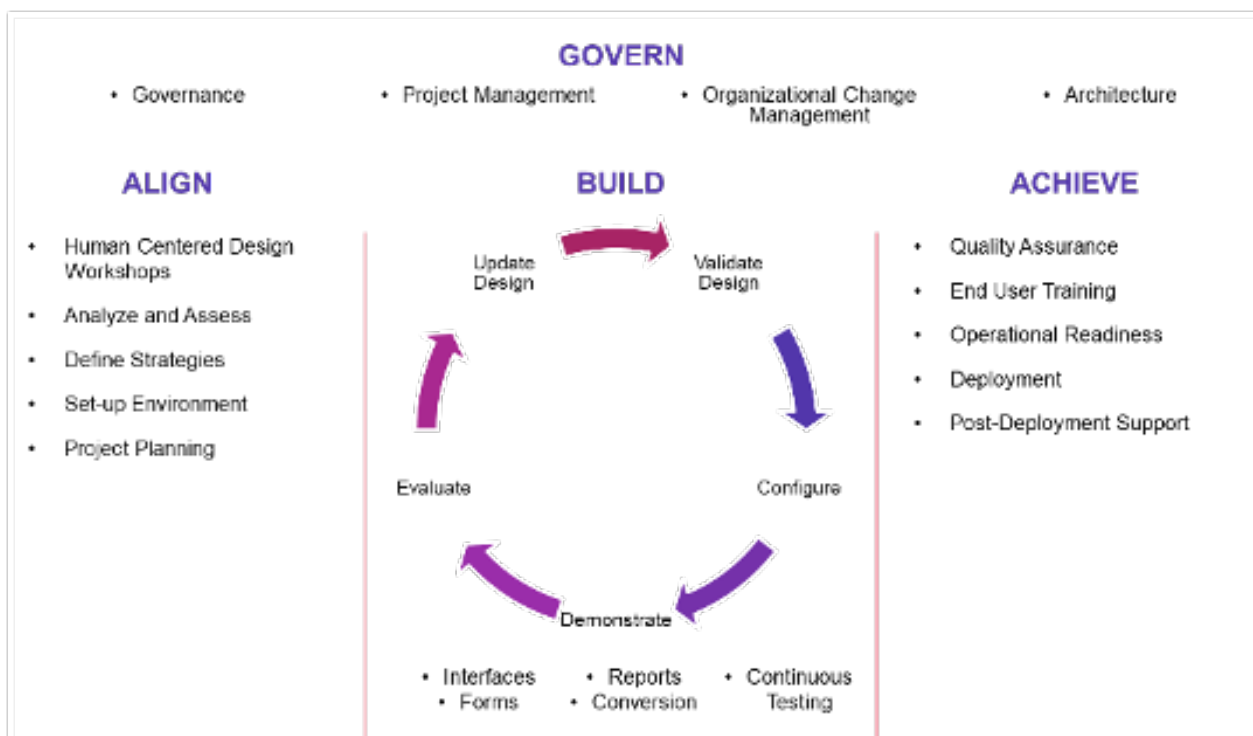 GOVERN
• Governance
• Project Management
• Organizational Change
Management
• Architecture
ALIGN
• Human Centered Design
Workshops
• Analyze and Assess
• Define Strategies
• Set-up Environment
• Project Planning
BUILD
Update
Design
Validate
Design
Configure
Demonstrate
Evaluate
• Interfaces
• Forms
• Reports
• Conversion
• Continuous
Testing
ACHIEVE
• Quality Assurance
• End User Training
• Operational Readiness
• Deployment
• Post-Deployment Support